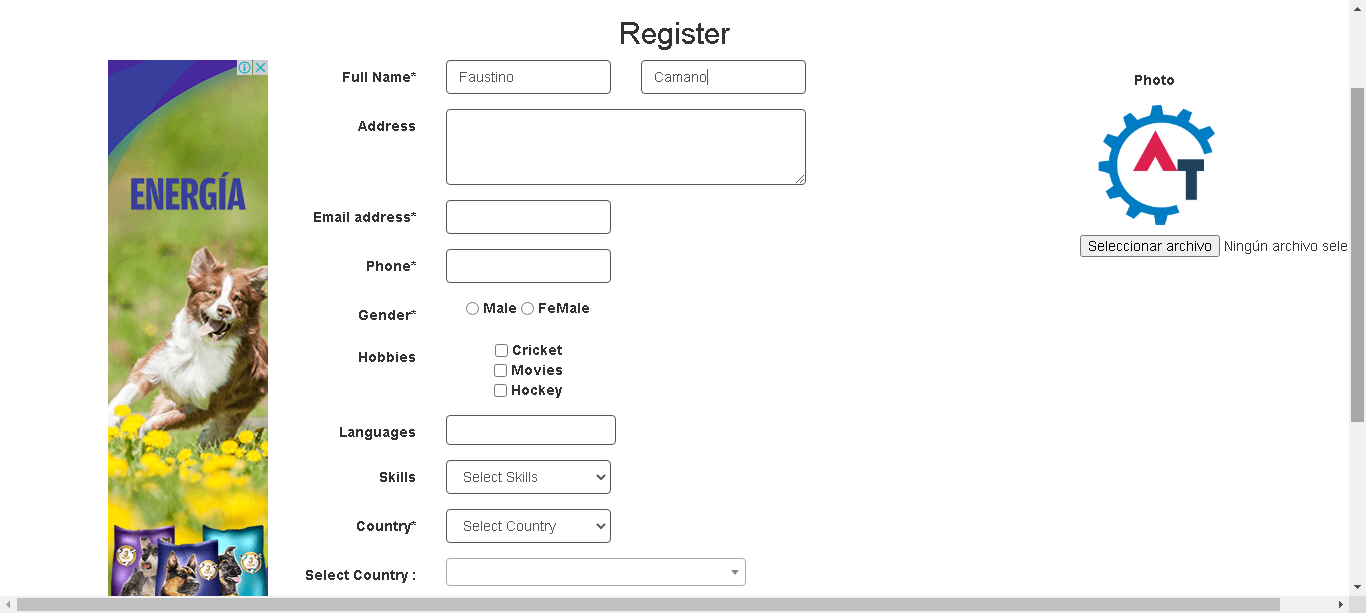 Register
Full Name*
Faustino
Camano
Photo
Address
AT
ENERGÍA
Email address*
Seleccionar archivo Ningún archivo sele
Phone*
Gender*
Male FeMale
Hobbies
Cricket
Movies
Hockey
Languages
Skills
Select Skills
Country*
Select Country
Select Country :